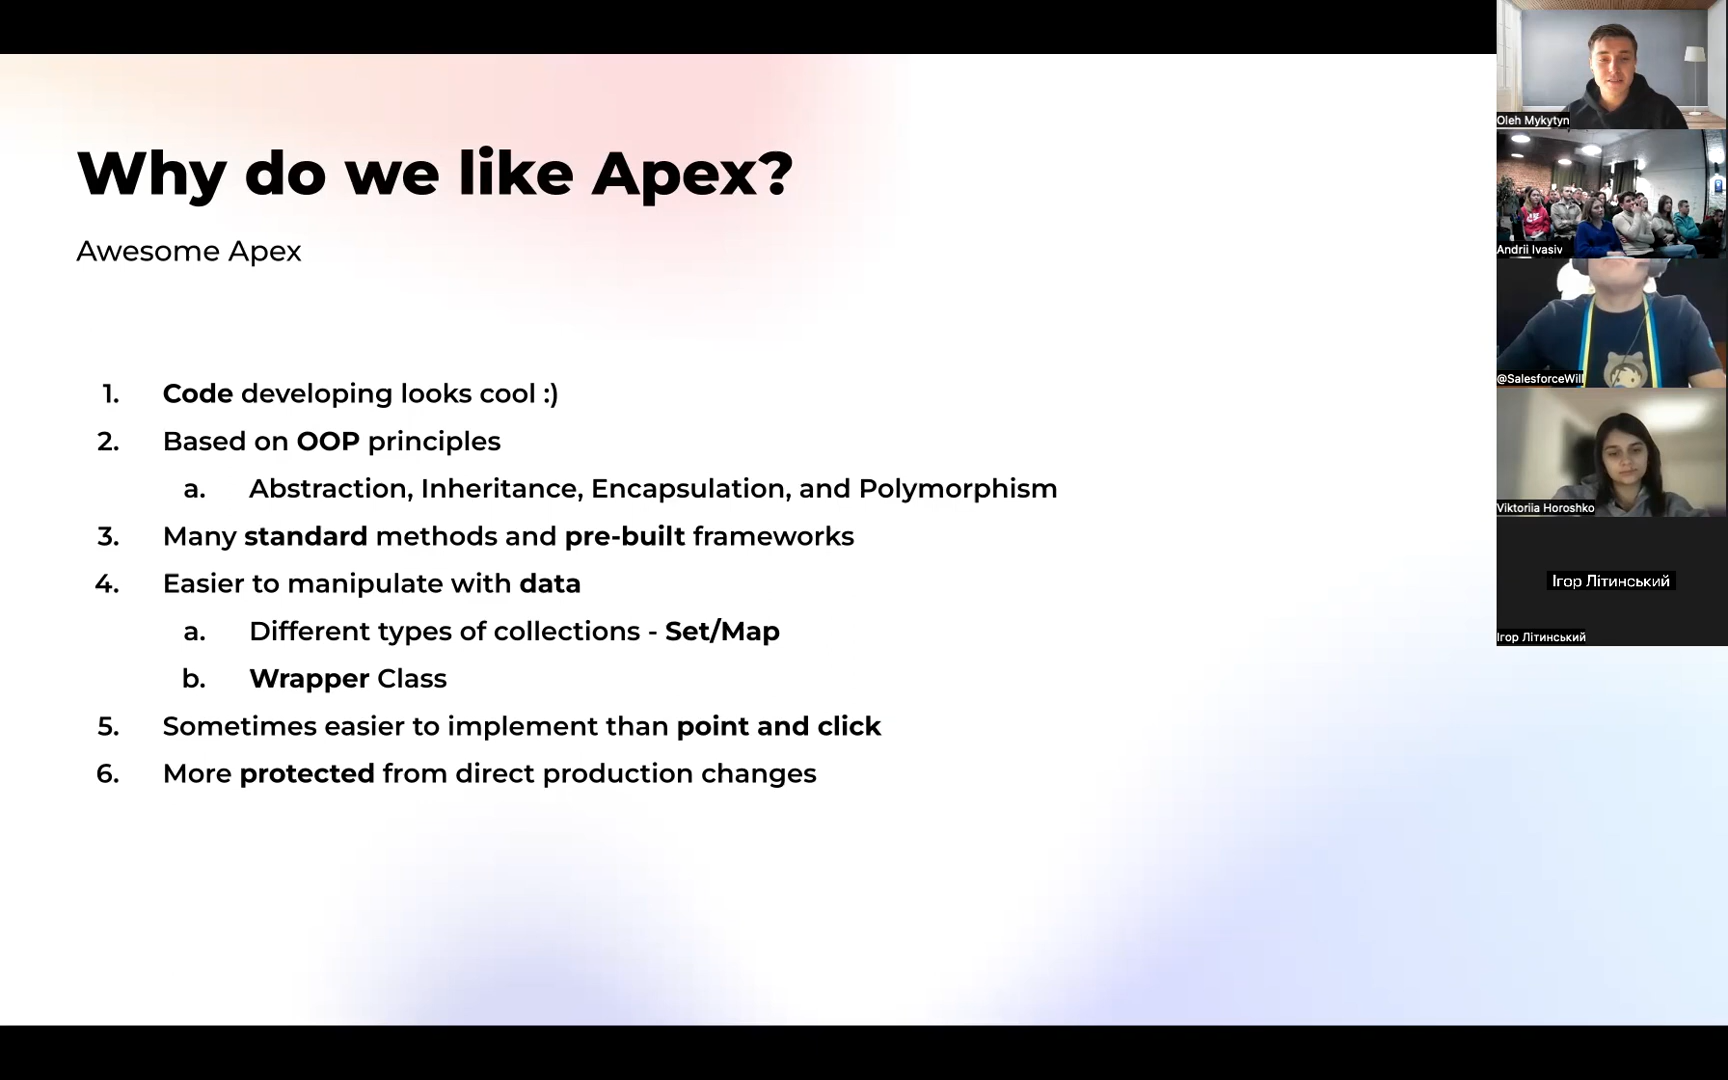 Why do we like Apex?
Awesome Apex
1. Code developing looks cool :)
2. Based on OOP principles
a. Abstraction, Inheritance, Encapsulation, and Polymorphism
3. Many standard methods and pre-built frameworks
4. Easier to manipulate with data
a. Different types of collections - Set/Map
b. Wrapper Class
5. Sometimes easier to implement than point and click
6. More protected from direct production changes
Oleh Mykytyn
Andrii Ivasiv
@SalesforceWill
Viktoriia Horoshko
Ігор Літинський
Ігор Літинський